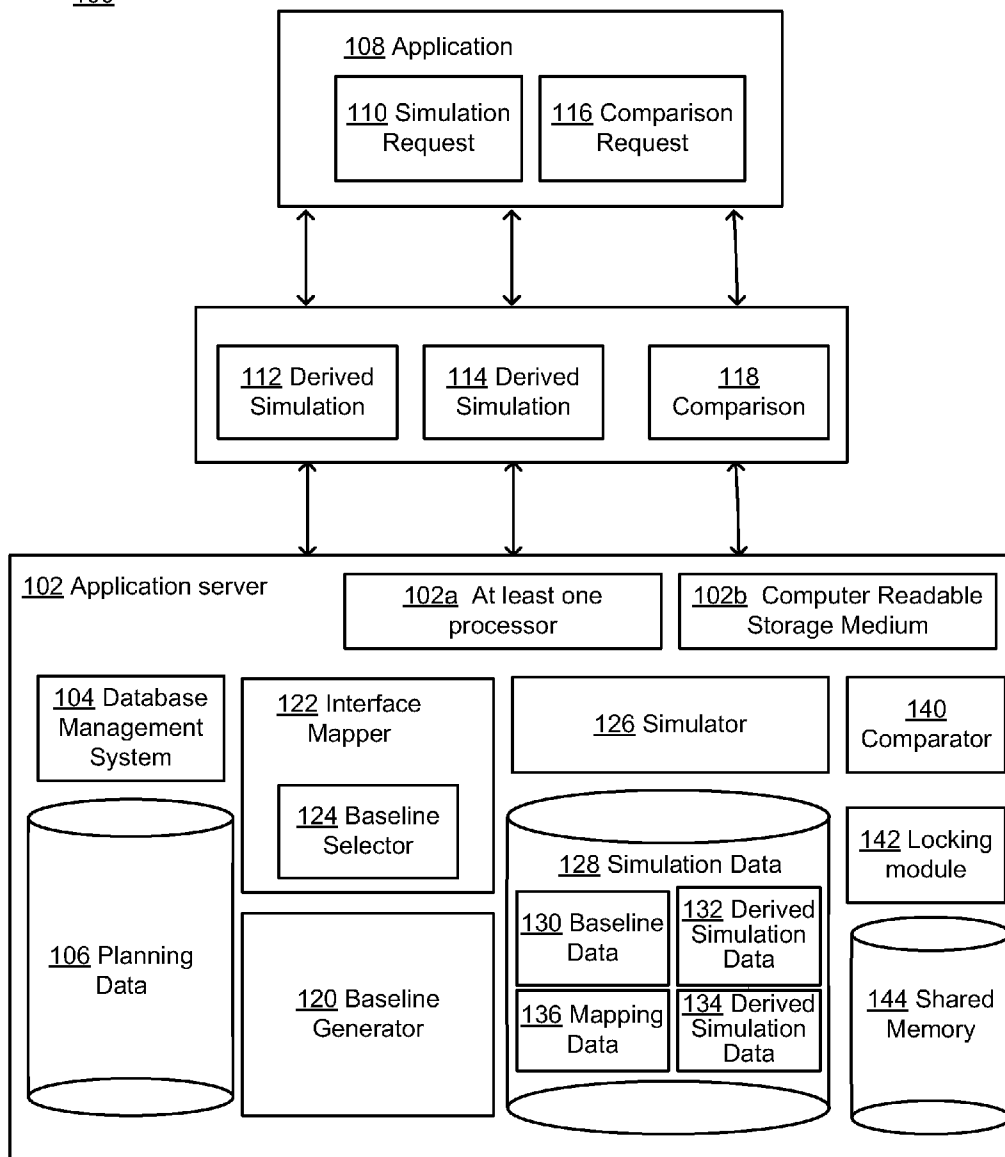 108 Application
110 Simulation
Request
116 Comparison
Request
112 Derived
Simulation
114 Derived
Simulation
118
Comparison
102 Application server
102a At least one
processor
102b Computer Readable
Storage Medium
104 Database
Management
System
122 Interface
Mapper
124 Baseline
Selector
126 Simulator
140
Comparator
106 Planning
Data
120 Baseline
Generator
128 Simulation Data
130 Baseline
Data
132 Derived
Simulation
Data
136 Mapping
Data
134 Derived
Simulation
Data
142 Locking
module
144 Shared
Memory